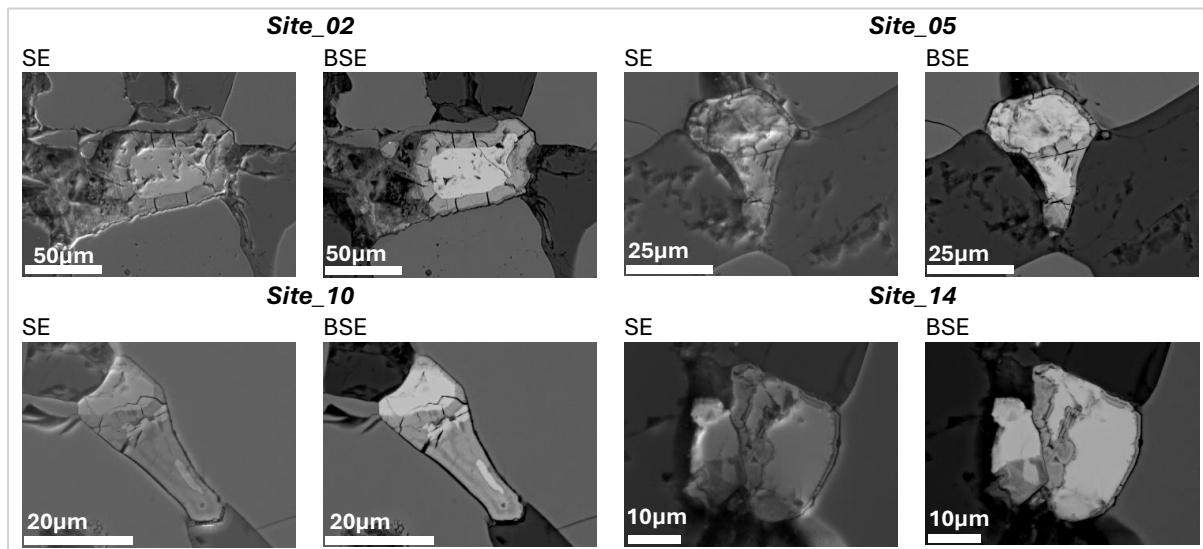 Site_02
Site_05
SE
BSE
SE
BSE
50µm
50µm
25µm
25µm
Site_10
Site_14
SE
BSE
SE
BSE
20µm
20µm
10µm
10µm